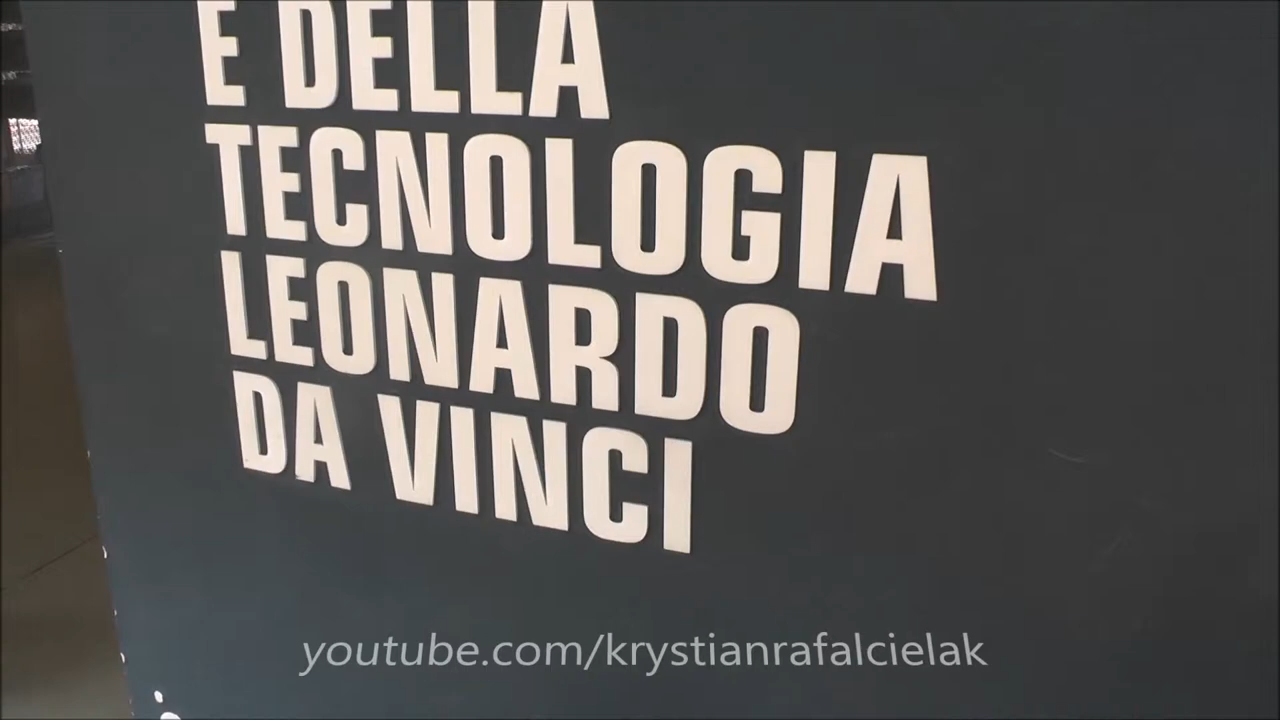 E DELLA
TECNOLOGIA
LEONARDO
DA VINCI
youtube.com/krystianrafalcielak